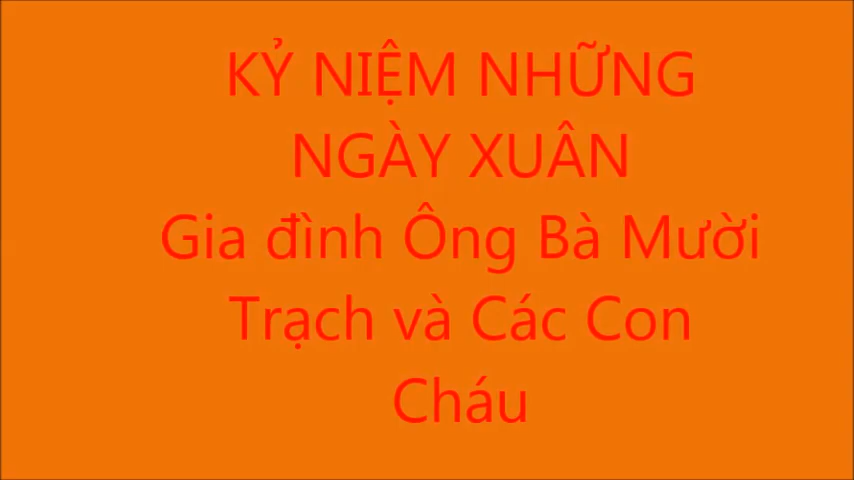 KỶ NIỆM NHỮNG
NGÀY XUÂN
Gia đình Ông Bà Mười
Trạch và Các Con
Cháu